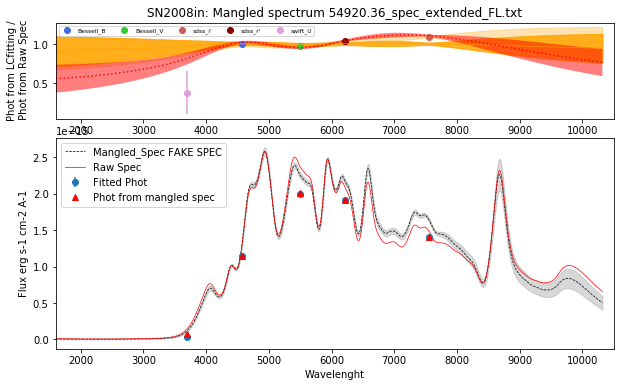 SN2008in: Mangled spectrum 54920.36_spec_extended_FL.txt
Phot from LCfitting /
Phot from Raw Spec
1.0
0.5
Bessell_B
Bessell_V
sdss_i'
sdss_r'
swift_U
2000 3000 4000 5000 6000 7000 8000 9000 10000
Flux erg s-1 cm-2 A-1
2.5
2.0
1.5
1.0
0.5
0.0
Mangled_Spec FAKE SPEC
Raw Spec
Fitted Phot
Phot from mangled spec
2000 3000 4000 5000 6000 7000 8000 9000 10000
Wavelenght